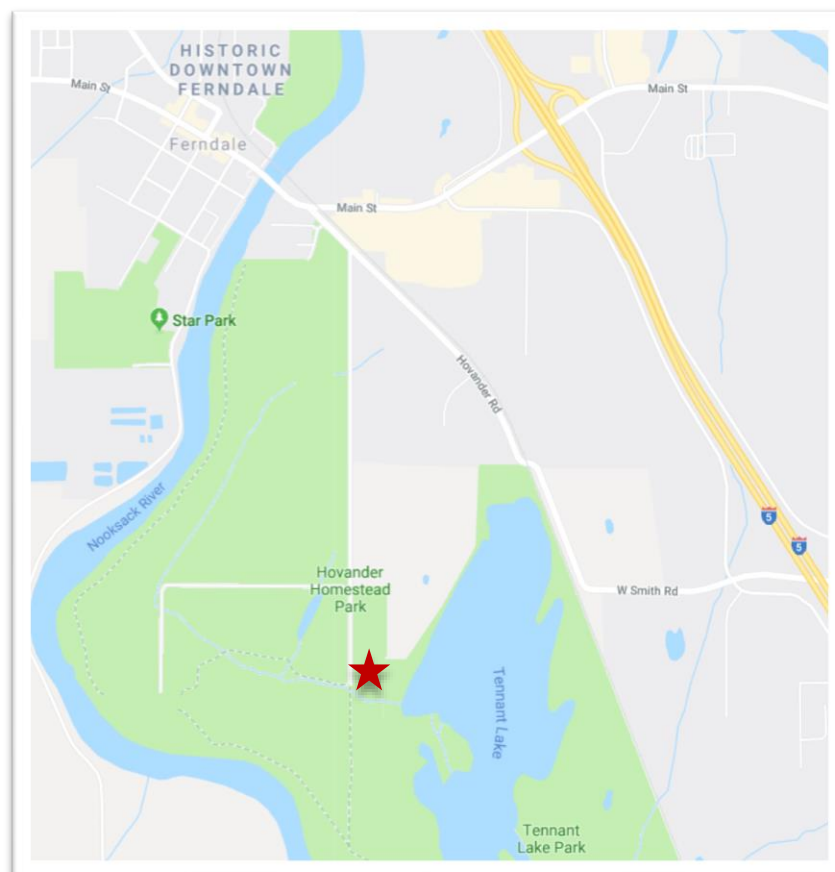 HISTORIC
DOWNTOWN
FERNDALE
Main St
Main St
Ferndale
Main St
Star Park
Hovander Rd
Nooksack River
5
5
Hovander
Homestead
Park
W Smith Rd
Tennant Lake
Tennant
Lake Park